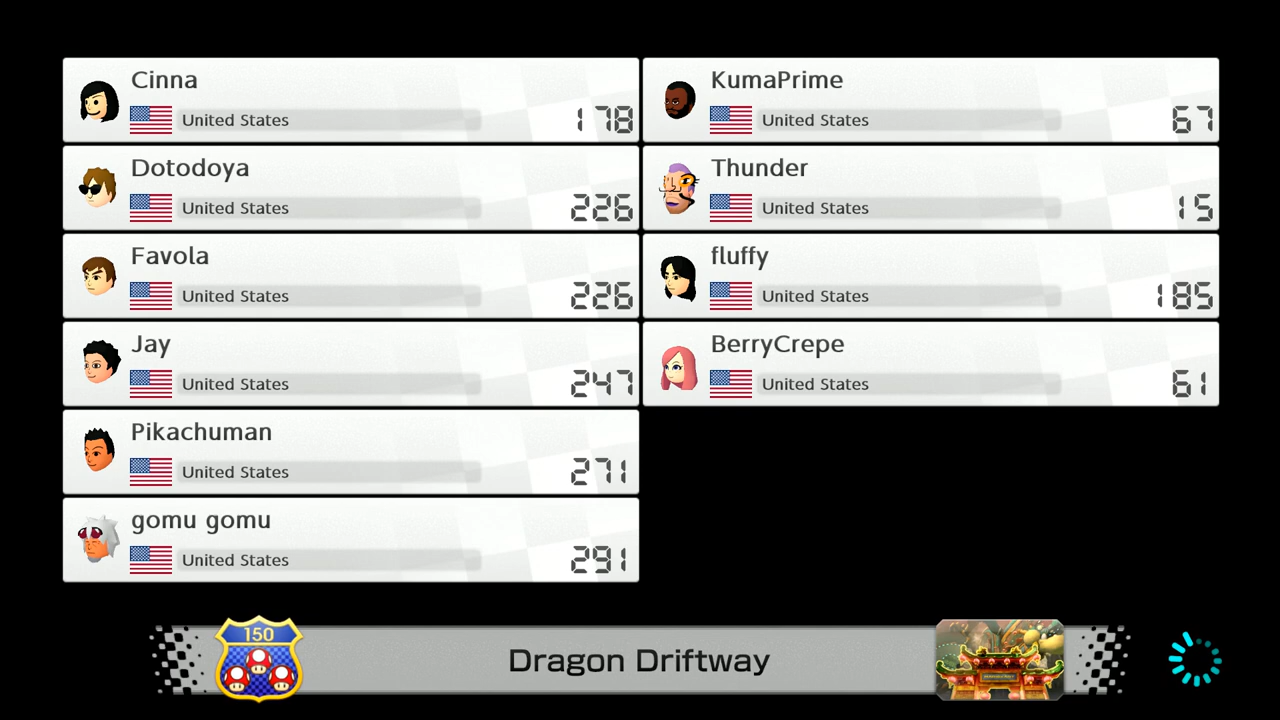 Cinna
United States
178
Dotodoya
United States
226
Favola
United States
226
Jay
United States
247
Pikachuman
United States
271
gomu gomu
United States
291
KumaPrime
United States
67
Thunder
United States
15
fluffy
United States
185
BerryCrepe
United States
61
150
Dragon Driftway